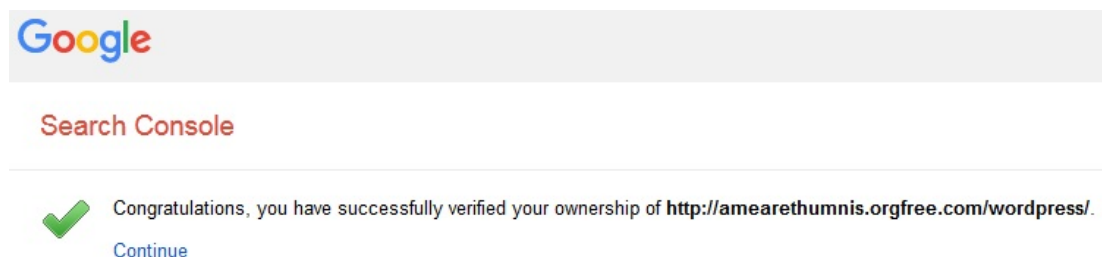 Google
Search Console
Congratulations, you have successfully verified your ownership of http://amearethumnis.orgfree.com/wordpress/.
Continue